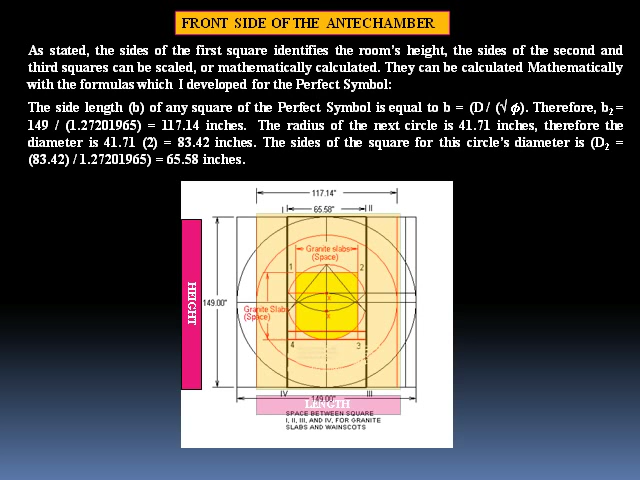 FRONT SIDE OF THE ANTECHAMBER
As stated, the sides of the first square identifies the room's height, the sides of the second and
third squares can be scaled, or mathematically calculated. They can be calculated Mathematically
with the formulas which I developed for the Perfect Symbol:
The side length (b) of any square of the Perfect Symbol is equal to b = (D / (√ ϕ). Therefore, b2 =
149 / (1.27201965) = 117.14 inches. The radius of the next circle is 41.71 inches, therefore the
diameter is 41.71 (2) = 83.42 inches. The sides of the square for this circle's diameter is (D2 =
(83.42) / 1.27201965) = 65.58 inches.
117.14"
I 65.58" II
Granite slabs
(Space)
1 2
HEIGHT
149.00"
x
Granite Slabs
(Space)
x
4 3
IV III
149.00"
LENGTH
SPACE BETWEEN SQUARE
I, II, III, AND IV, FOR GRANITE
SLABS AND WAINSCOTS